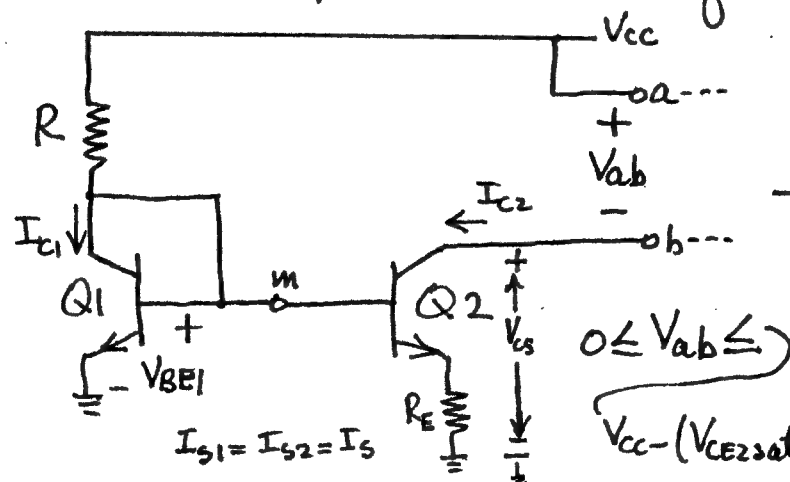 Vcc
a
+
R
Vab
IC2
−
IC1
b
m
+
Q1
Q2
+
Vcs
0 ≤ Vab ≤
− VBE1
RE
VCC−(VCE2sat
IS1 = IS2 = IS